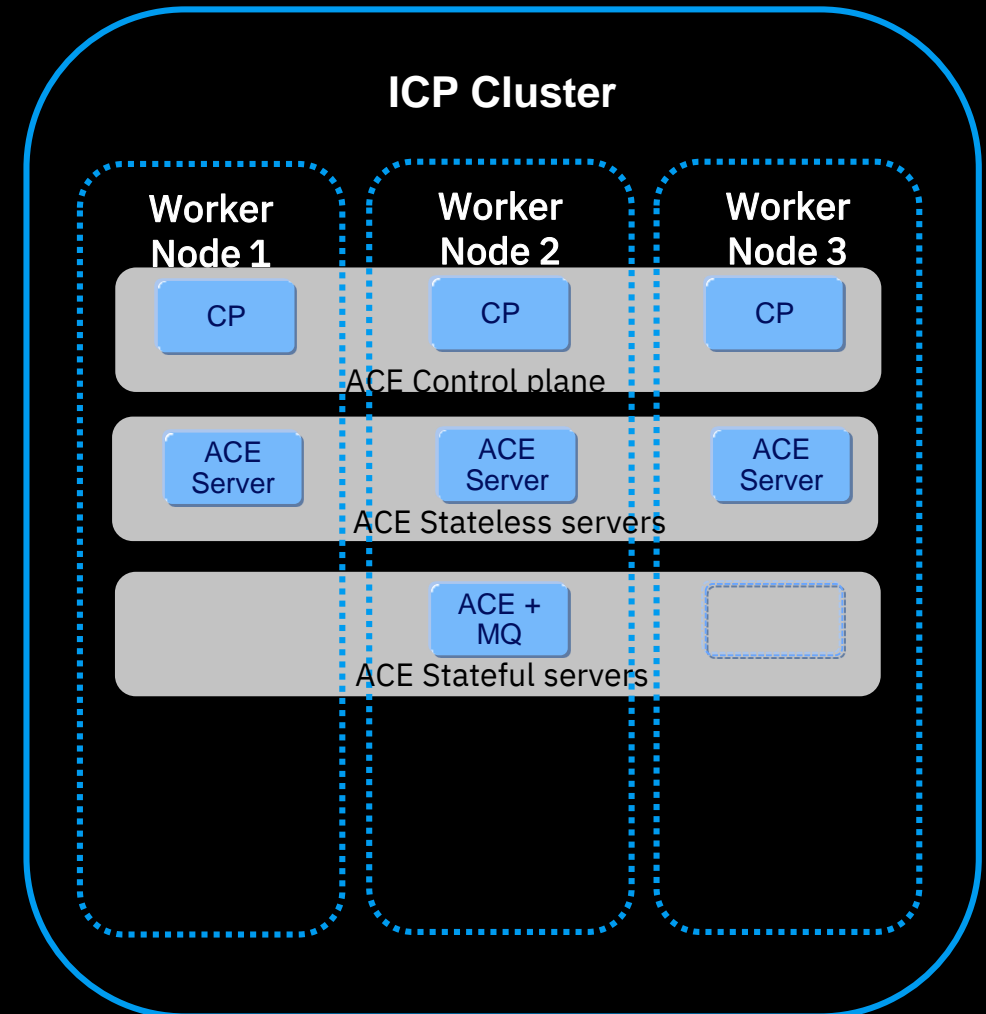 ICP Cluster
Worker
Node 1
Worker
Node 2
Worker
Node 3
CP
CP
CP
ACE Control plane
ACE
Server
ACE
Server
ACE
Server
ACE Stateless servers
ACE +
MQ
ACE Stateful servers